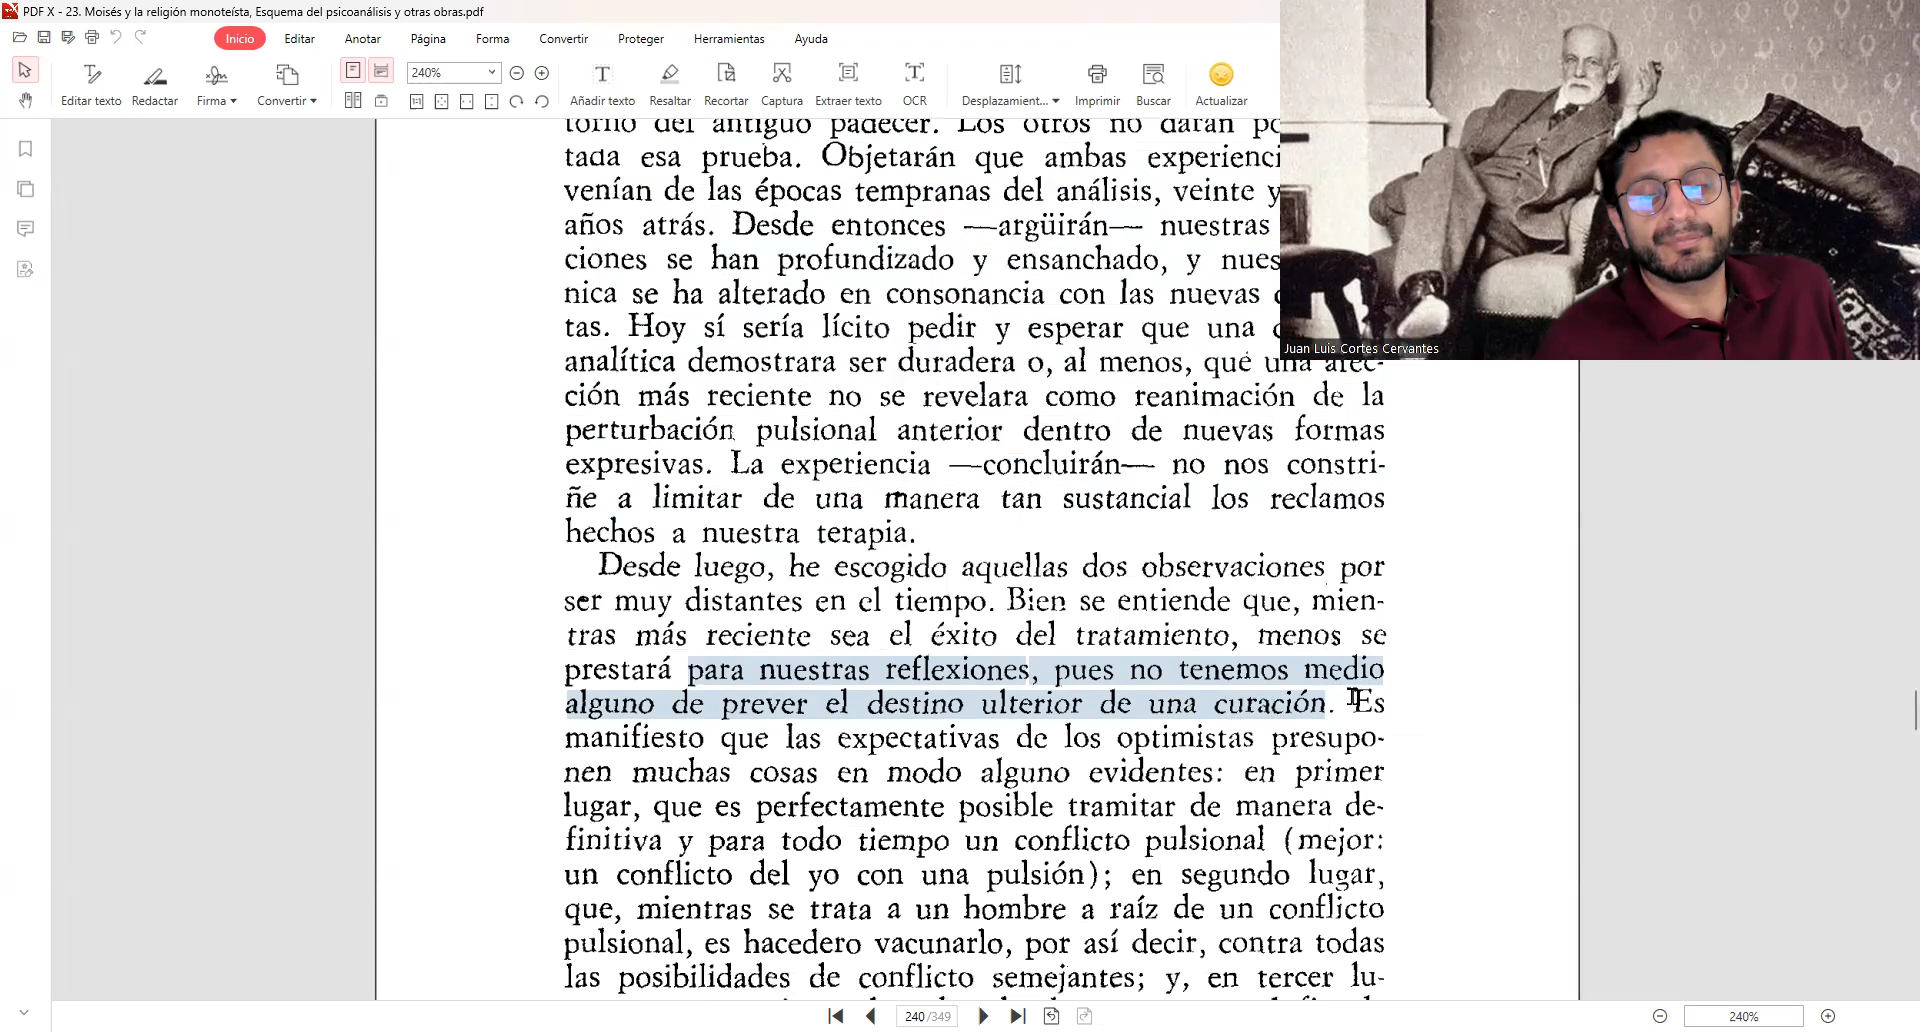 PDF X - 23. Moisés y la religión monoteísta, Esquema del psicoanálisis y otras obras.pdf
Inicio Editar Anotar Página Forma Convertir Proteger Herramientas Ayuda
240%
Editar texto Redactar Firma Convertir Añadir texto Resaltar Recortar Captura Extraer texto OCR Desplazamient... Imprimir Buscar Actualizar
torno del antiguo padecer. Los otros no darán
tada esa prueba. Objetarán que ambas
venían de las épocas tempranas del análisis, veinte y
años atrás. Desde entonces —argüirán— nuestras
ciones se han profundizado y ensanchado, y
nica se ha alterado en consonancia con las nuevas
tas. Hoy sí sería lícito pedir y esperar que una
analítica demostrara ser duradera o, al menos, que una afec-
ción más reciente no se revelara como reanimación de la
perturbación pulsional anterior dentro de nuevas formas
expresivas. La experiencia —concluirán— no nos constri-
ñe a limitar de una manera tan sustancial los reclamos
hechos a nuestra terapia.
Desde luego, he escogido aquellas dos observaciones por
ser muy distantes en el tiempo. Bien se entiende que, mien-
tras más reciente sea el éxito del tratamiento, menos se
prestará para nuestras reflexiones, pues no tenemos medio
alguno de prever el destino ulterior de una curación. Es
manifiesto que las expectativas de los optimistas presupo-
nen muchas cosas en modo alguno evidentes: en primer
lugar, que es perfectamente posible tramitar de manera de-
finitiva y para todo tiempo un conflicto pulsional (mejor:
un conflicto del yo con una pulsión); en segundo lugar,
que, mientras se trata a un hombre a raíz de un conflicto
pulsional, es hacedero vacunarlo, por así decir, contra todas
las posibilidades de conflicto semejantes; y, en tercer lu-
Juan Luis Cortes Cervantes
240/349
240%